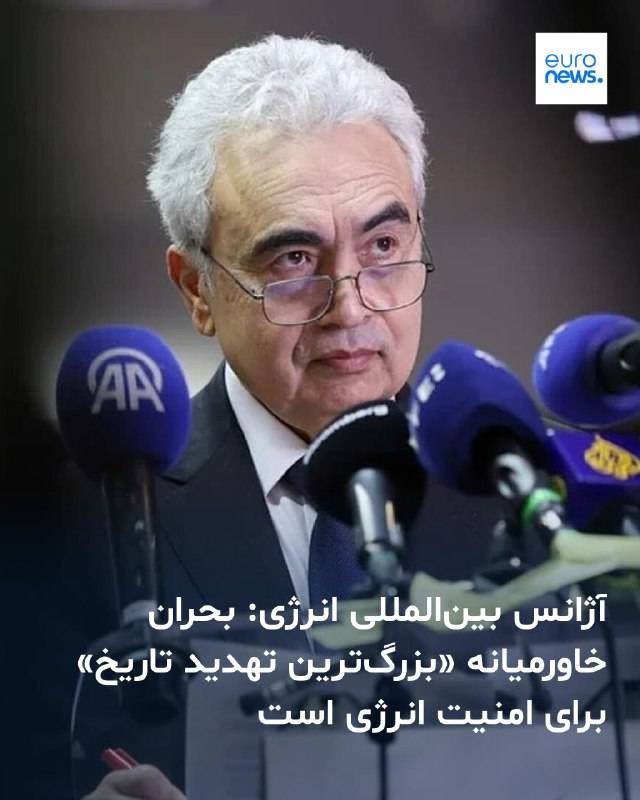 euro
news.
AA
آژانس بین‌المللی انرژی: بحران
خاورمیانه «بزرگ‌ترین تهدید تاریخ»
برای امنیت انرژی است